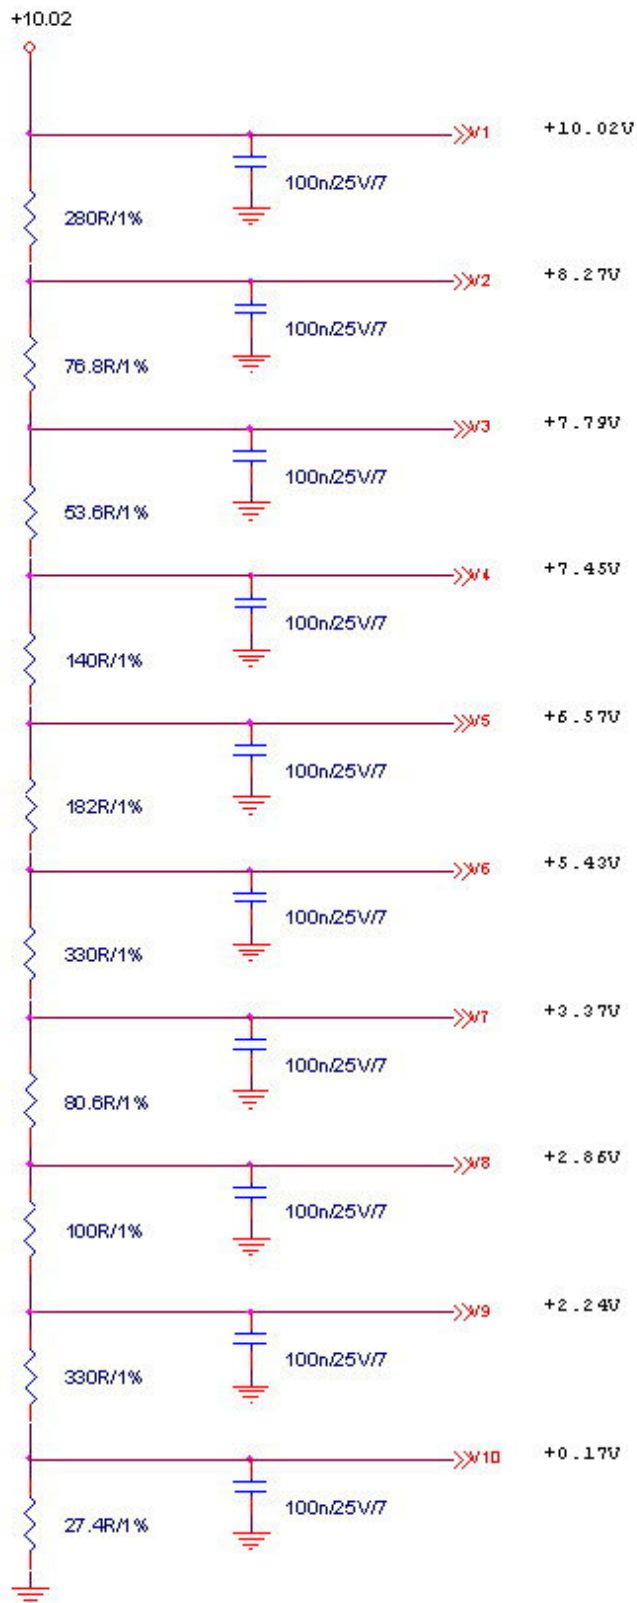 +10.02
V1 +10.02V
100n/25V/7
280R/1%
V2 +8.27V
100n/25V/7
76.8R/1%
V3 +7.79V
100n/25V/7
53.6R/1%
V4 +7.45V
100n/25V/7
140R/1%
V5 +6.57V
100n/25V/7
182R/1%
V6 +5.43V
100n/25V/7
330R/1%
V7 +3.37V
100n/25V/7
80.6R/1%
V8 +2.86V
100n/25V/7
100R/1%
V9 +2.24V
100n/25V/7
330R/1%
V10 +0.17V
100n/25V/7
27.4R/1%